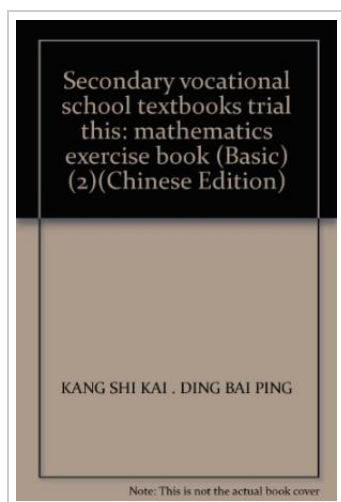 Secondary vocational
school textbooks trial
this: mathematics
exercise book (Basic)
(2)(Chinese Edition)
KANG SHI KAI . DING BAI PING
Note: This is not the actual book cover